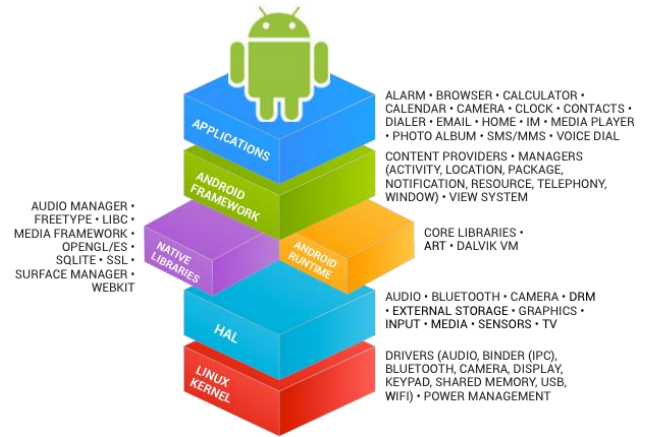 APPLICATIONS
ALARM • BROWSER • CALCULATOR •
CALENDAR • CAMERA • CLOCK • CONTACTS •
DIALER • EMAIL • HOME • IM • MEDIA PLAYER
• PHOTO ALBUM • SMS/MMS • VOICE DIAL
ANDROID
FRAMEWORK
CONTENT PROVIDERS • MANAGERS
(ACTIVITY, LOCATION, PACKAGE,
NOTIFICATION, RESOURCE, TELEPHONY,
WINDOW) • VIEW SYSTEM
AUDIO MANAGER •
FREETYPE • LIBC •
MEDIA FRAMEWORK •
OPENGL/ES •
SQLITE • SSL •
SURFACE MANAGER •
WEBKIT
NATIVE
LIBRARIES
ANDROID
RUNTIME
CORE LIBRARIES •
ART • DALVIK VM
HAL
AUDIO • BLUETOOTH • CAMERA • DRM
• EXTERNAL STORAGE • GRAPHICS •
INPUT • MEDIA • SENSORS • TV
LINUX
KERNEL
DRIVERS (AUDIO, BINDER (IPC),
BLUETOOTH, CAMERA, DISPLAY,
KEYPAD, SHARED MEMORY, USB,
WIFI) • POWER MANAGEMENT